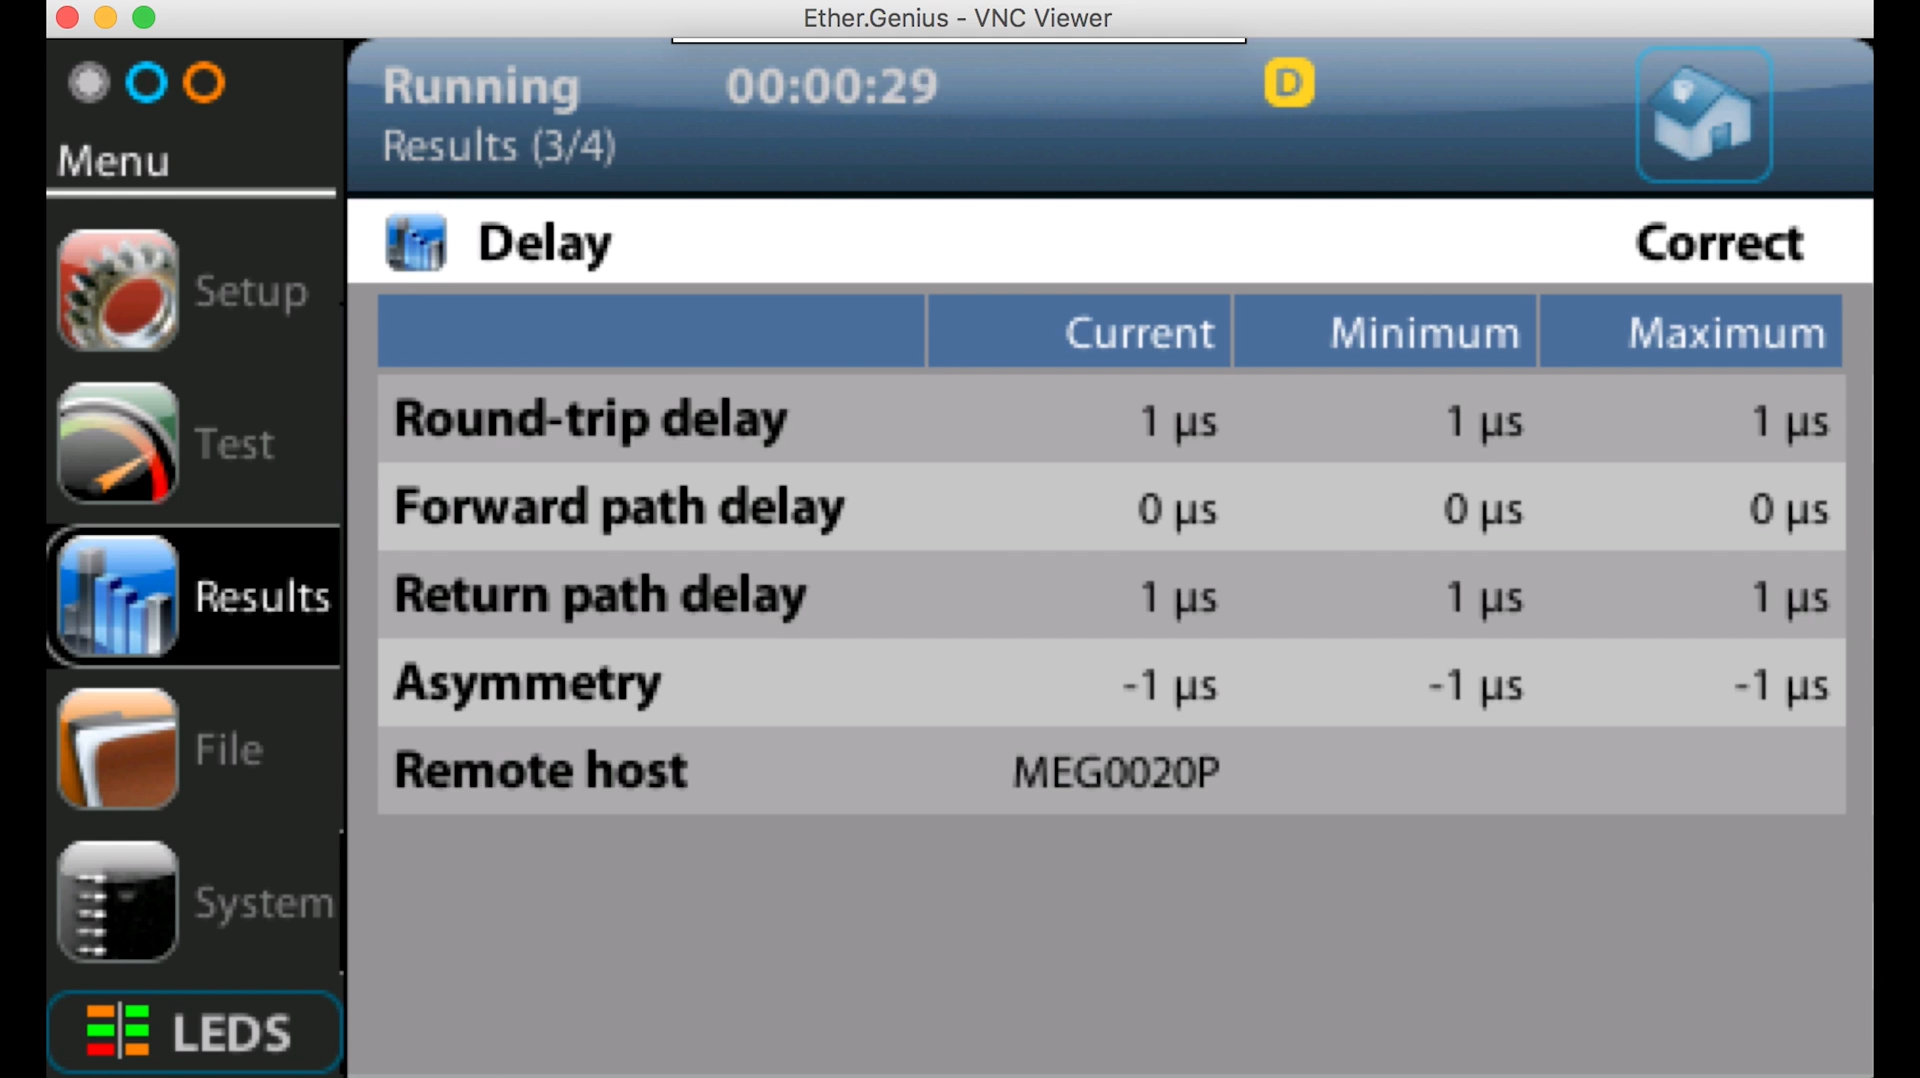 Ether.Genius - VNC Viewer
Menu
Setup
Test
Results
File
System
LEDS
Running 00:00:29 D
Results (3/4)
Delay Correct
Current Minimum Maximum
Round-trip delay 1 µs 1 µs 1 µs
Forward path delay 0 µs 0 µs 0 µs
Return path delay 1 µs 1 µs 1 µs
Asymmetry -1 µs -1 µs -1 µs
Remote host MEG0020P